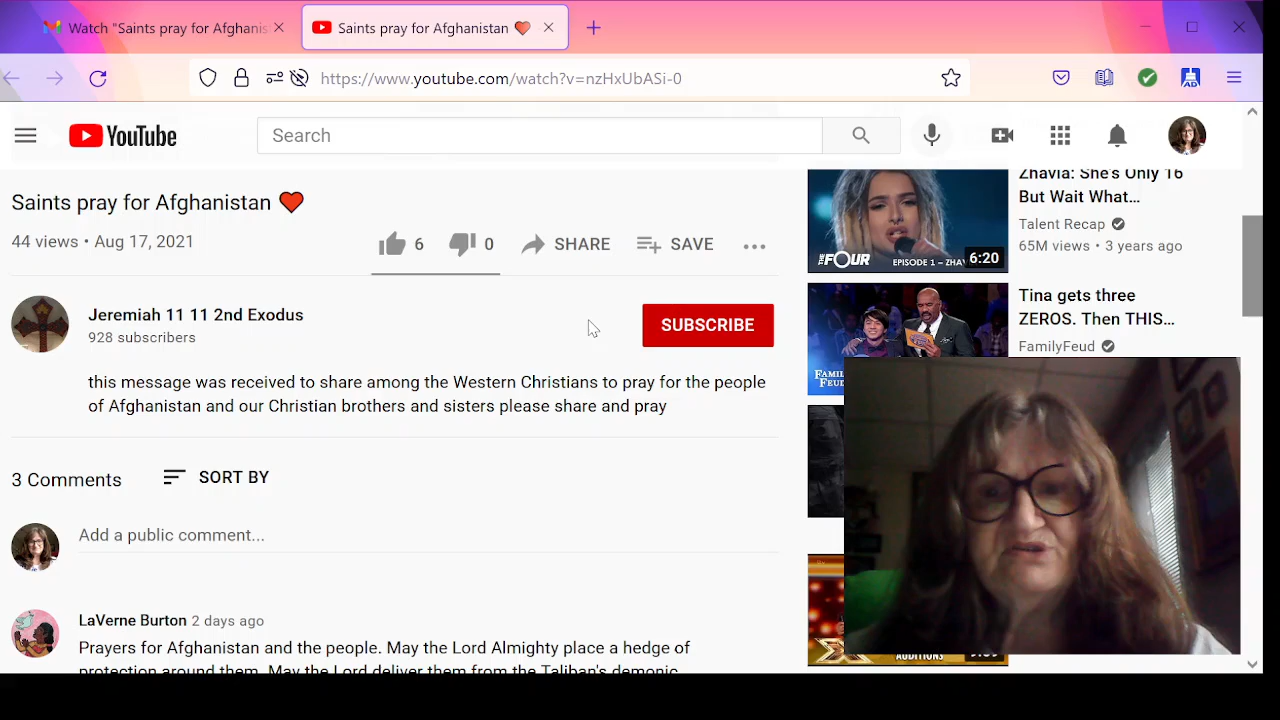 Watch "Saints pray for Afghanis
Saints pray for Afghanistan ❤
https://www.youtube.com/watch?v=nzHxUbASi-0
AD
YouTube
Search
Saints pray for Afghanistan ❤
44 views • Aug 17, 2021
6
0
SHARE
SAVE
Jeremiah 11 11 2nd Exodus
928 subscribers
SUBSCRIBE
this message was received to share among the Western Christians to pray for the people
of Afghanistan and our Christian brothers and sisters please share and pray
3 Comments
SORT BY
Add a public comment...
LaVerne Burton 2 days ago
Prayers for Afghanistan and the people. May the Lord Almighty place a hedge of
protection around them. May the Lord deliver them from the Taliban's demonic
THE FOUR
EPISODE 1 – ZHAV
6:20
Zhavia: She's Only 16
But Wait What...
Talent Recap
65M views • 3 years ago
FAMIL
FEUD
Tina gets three
ZEROS. Then THIS...
FamilyFeud
X
AUDITIONS